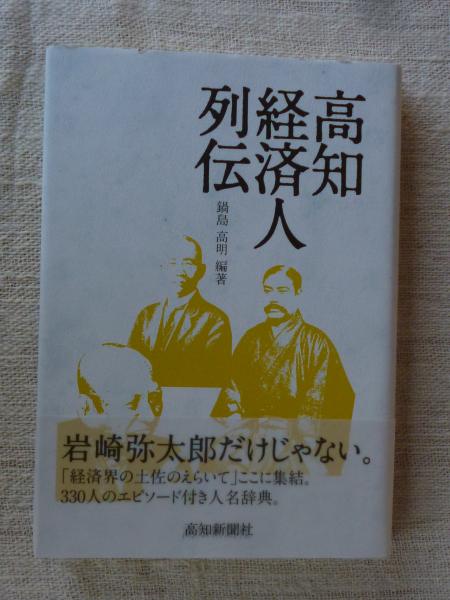 高知
経済人
列伝
鍋島 高明 編著
岩崎弥太郎だけじゃない。
「経済界の土佐のえらいて」ここに集結。
330人のエピソード付き人名辞典。
高知新聞社